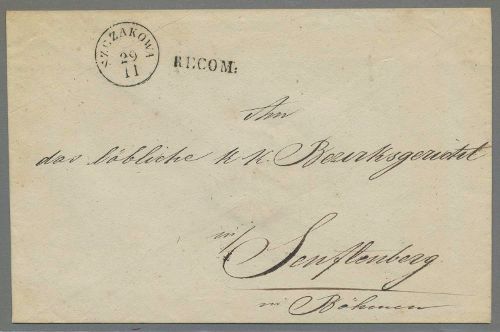 SZCZAKOWA
29
11
RECOM:
An
das löbliche k k. Bezirksgericht
in/
Senftenberg
in Böhmen